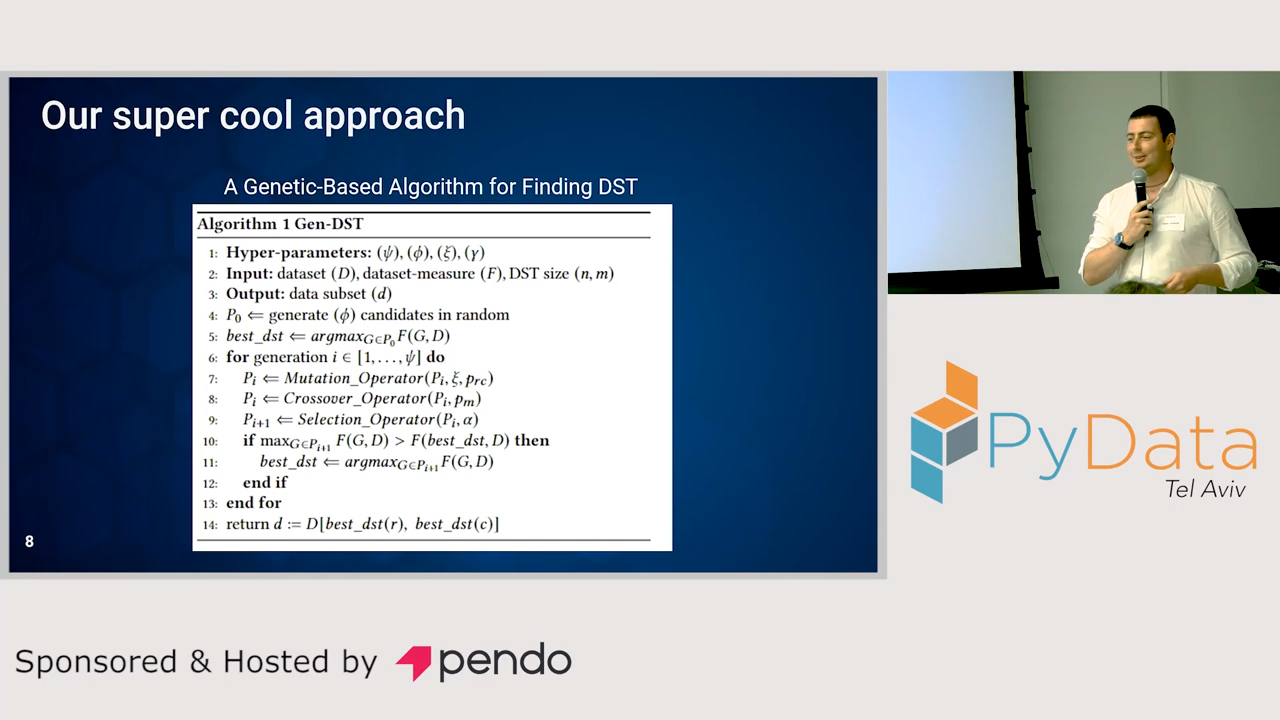 Our super cool approach
A Genetic-Based Algorithm for Finding DST
Algorithm 1 Gen-DST
1: Hyper-parameters: (ψ), (ϕ), (ξ), (γ)
2: Input: dataset (D), dataset-measure (F), DST size (n, m)
3: Output: data subset (d)
4: P₀ ⇐ generate (ϕ) candidates in random
5: best_dst ⇐ argmax_{G∈P₀} F(G, D)
6: for generation i ∈ [1, . . . , ψ] do
7: Pᵢ ⇐ Mutation_Operator(Pᵢ, ξ, p_{rc})
8: Pᵢ ⇐ Crossover_Operator(Pᵢ, p_m)
9: Pᵢ₊₁ ⇐ Selection_Operator(Pᵢ, α)
10: if max_{G∈Pᵢ₊₁} F(G, D) > F(best_dst, D) then
11: best_dst ⇐ argmax_{G∈Pᵢ₊₁} F(G, D)
12: end if
13: end for
14: return d := D[best_dst(r), best_dst(c)]
8
PyData
Tel Aviv
Sponsored & Hosted by pendo